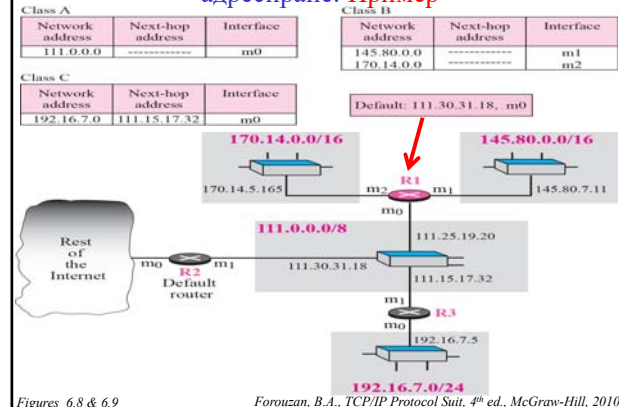 адресиране. Пример
Class A
Network address Next-hop address Interface
111.0.0.0 ------------ m0
Class B
Network address Next-hop address Interface
145.80.0.0 ------------ m1
170.14.0.0 ------------ m2
Class C
Network address Next-hop address Interface
192.16.7.0 111.15.17.32 m0
Default: 111.30.31.18, m0
170.14.0.0/16
145.80.0.0/16
R1
170.14.5.165
m2
m1
145.80.7.11
m0
111.0.0.0/8
111.25.19.20
Rest
of
the
Internet
m0
R2
m1
Default
router
111.30.31.18
111.15.17.32
m1
R3
m0
192.16.7.5
192.16.7.0/24
Figures 6.8 & 6.9
Forouzan, B.A., TCP/IP Protocol Suit, 4th ed., McGraw-Hill, 2010